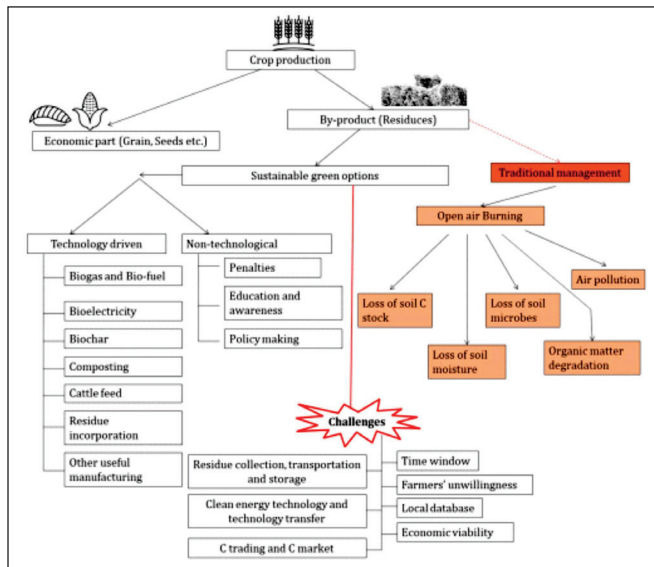 Crop production
By-product (Residuces)
Economic part (Grain, Seeds etc.)
Sustainable green options
Traditional management
Open air Burning
Technology driven
Non-technological
Biogas and Bio-fuel
Bioelectricity
Biochar
Composting
Cattle feed
Residue
incorporation
Other useful
manufacturing
Penalties
Education and
awareness
Policy making
Air pollution
Loss of soil C
stock
Loss of soil
microbes
Loss of soil
moisture
Organic matter
degradation
Challenges
Residue collection, transportation
and storage
Clean energy technology and
technology transfer
C trading and C market
Time window
Farmers' unwillingness
Local database
Economic viability